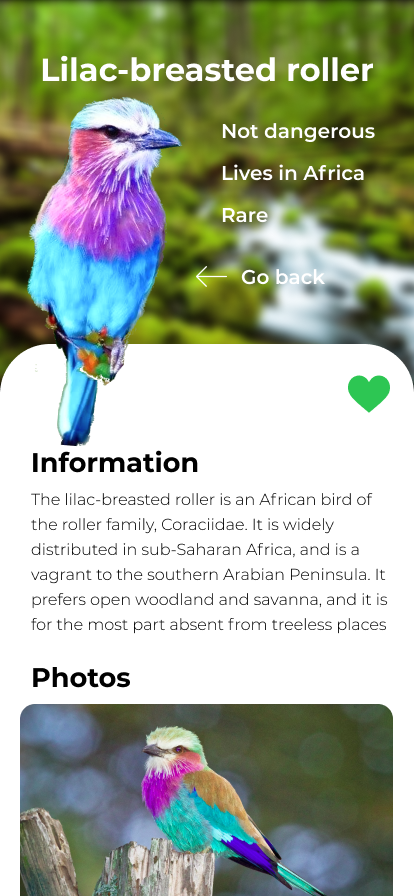 Lilac-breasted roller
Not dangerous
Lives in Africa
Rare
Go back
Information
The lilac-breasted roller is an African bird of
the roller family, Coraciidae. It is widely
distributed in sub-Saharan Africa, and is a
vagrant to the southern Arabian Peninsula. It
prefers open woodland and savanna, and it is
for the most part absent from treeless places
Photos